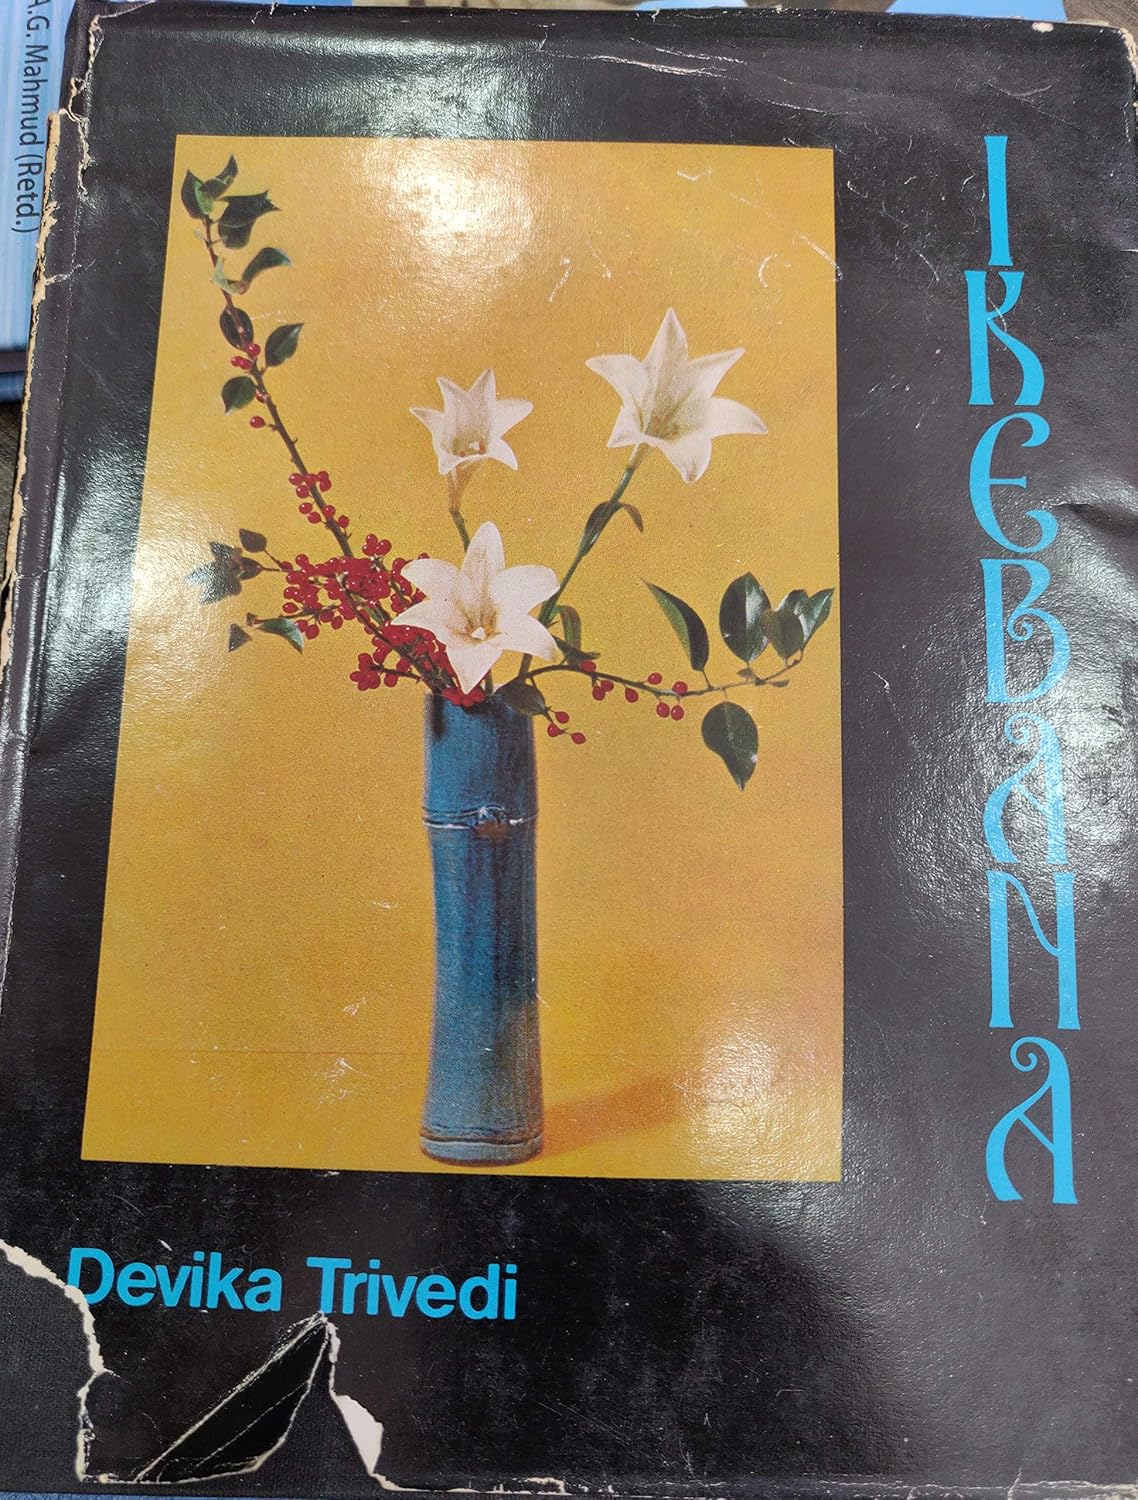 A.G. Mahmud (Retd.)
IKEBANA
Devika Trivedi